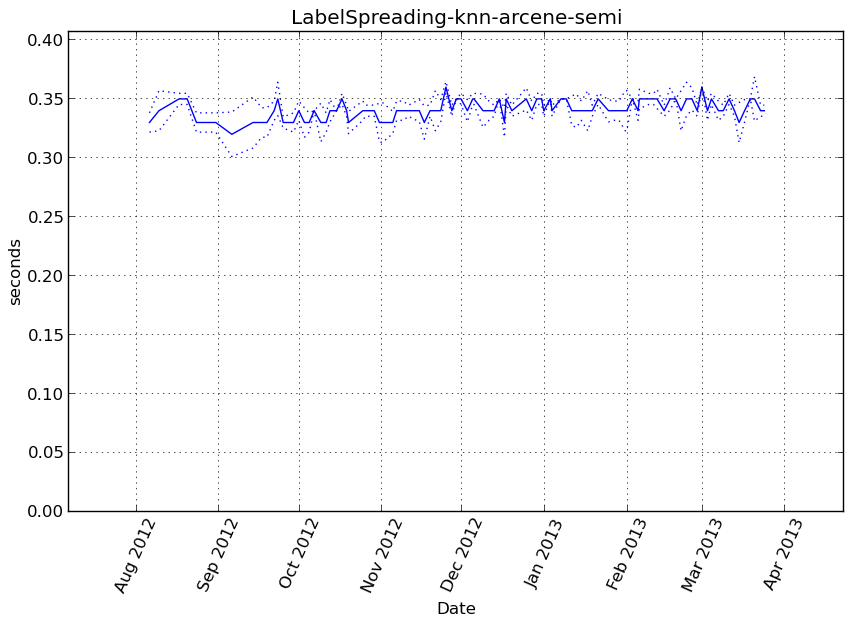 LabelSpreading-knn-arcene-semi
0.40
0.35
0.30
0.25
0.20
0.15
0.10
0.05
0.00
seconds
Aug 2012
Sep 2012
Oct 2012
Nov 2012
Dec 2012
Jan 2013
Feb 2013
Mar 2013
Apr 2013
Date